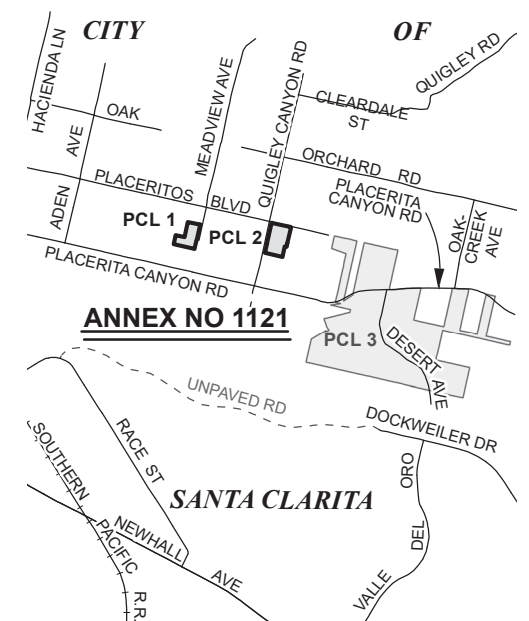 CITY
OF
HACIENDA LN
MEADVIEW AVE
QUIGLEY CANYON RD
QUIGLEY RD
CLEARDALE
ST
OAK
ADEN AVE
ORCHARD RD
PLACERITOS BLVD
PLACERITA
CANYON RD
OAK-
CREEK
AVE
PCL 1
PCL 2
PLACERITA CANYON RD
ANNEX NO 1121
PCL 3
DESERT AVE
UNPAVED RD
DOCKWEILER DR
RACE ST
SOUTHERN PACIFIC R.R.
SANTA CLARITA
NEWHALL AVE
VALLE DEL ORO